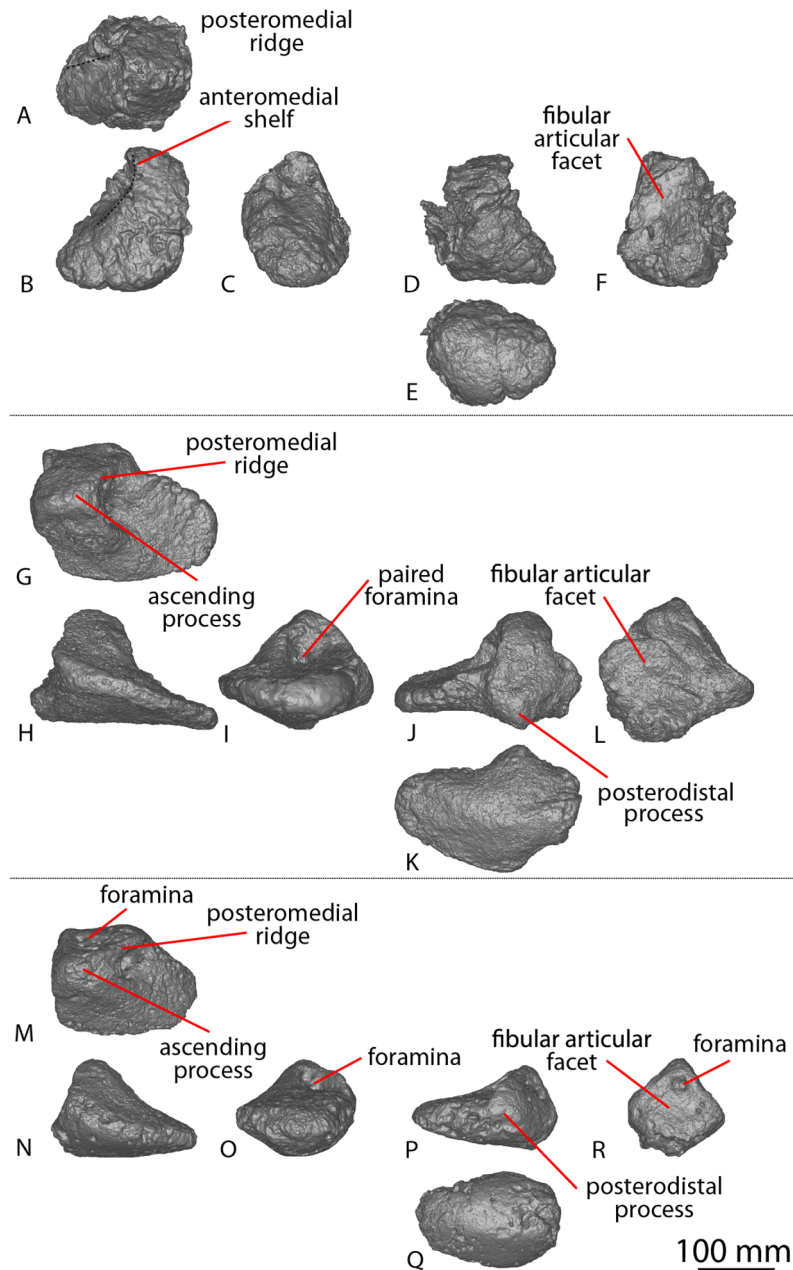 posteromedial
ridge
A
anteromedial
shelf
fibular
articular
facet
B
C
D
F
E
posteromedial
ridge
G
ascending
process
paired
foramina
fibular articular
facet
H
I
J
L
posterodistal
process
K
foramina
posteromedial
ridge
M
ascending
process
foramina
fibular articular
facet
foramina
N
O
P
R
posterodistal
process
Q
100 mm